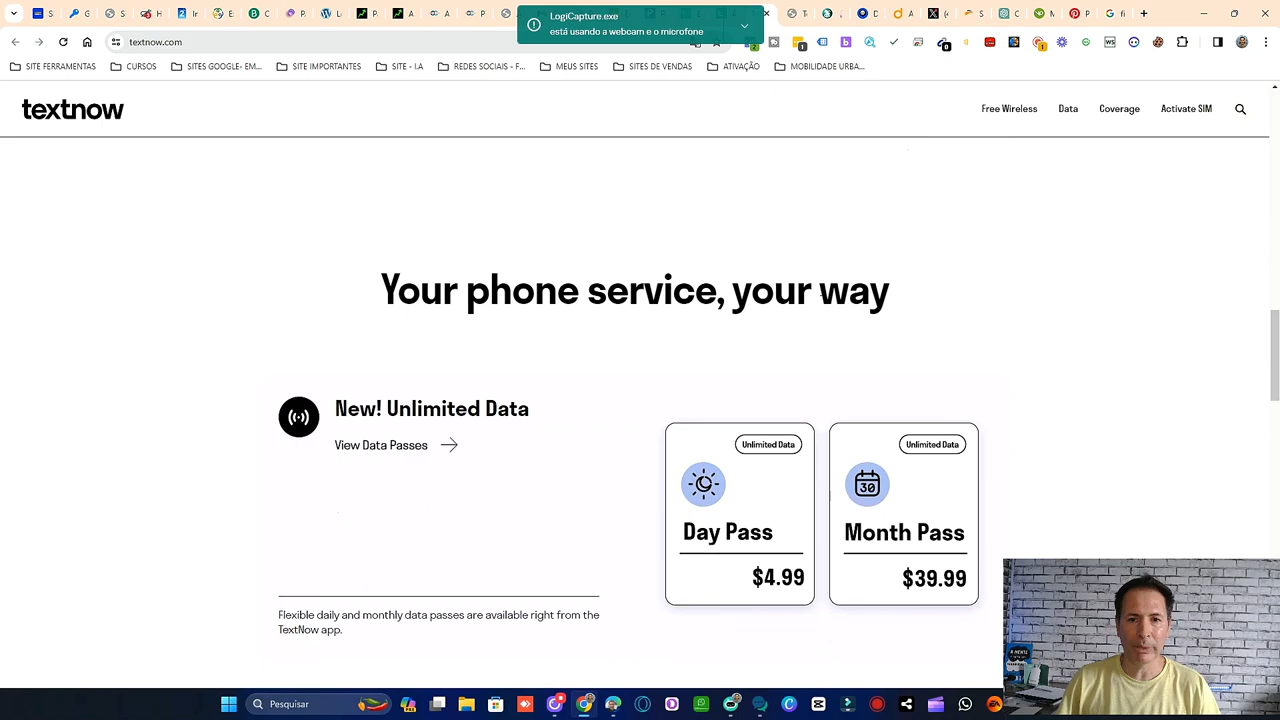 LogiCapture.exe
está usando a webcam e o microfone
textnow.com
SITE FERRAMENTAS
CURSOS
SITES GOOGLE - EM...
SITE IMPORTANTES
SITE - I.A
REDES SOCIAIS - F...
MEUS SITES
SITES DE VENDAS
ATIVAÇÃO
MOBILIDADE URBA...
textnow
Free Wireless
Data
Coverage
Activate SIM
Your phone service, your way
New! Unlimited Data
View Data Passes
Flexible daily and monthly data passes are available right from the
TextNow app.
Unlimited Data
Day Pass
$4.99
Unlimited Data
30
Month Pass
$39.99
Pesquisar